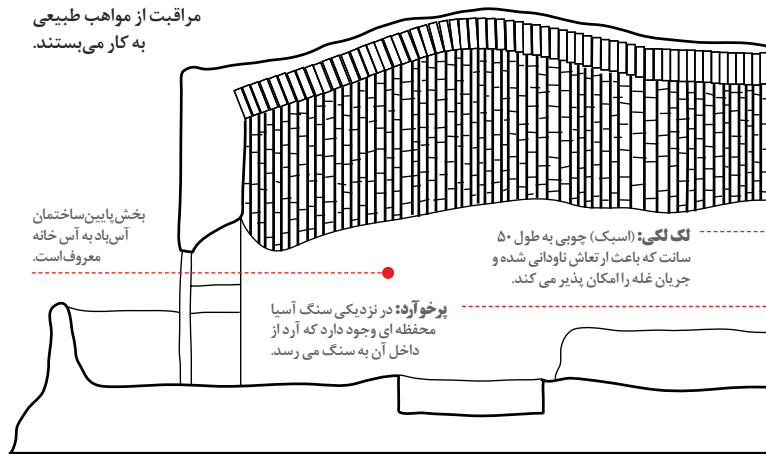 مراقبت از مواهب طبیعی
به کار می‌بستند.
بخش پایین ساختمان
آس‌باد به آس خانه
معروف است.
لک لکی: (اسبک) چوبی به طول ۵۰
سانت که باعث ارتعاش ناودانی شده و
جریان غله را امکان پذیر می کند.
پرخوآرد: در نزدیکی سنگ آسیا
محفظه ای وجود دارد که آرد از
داخل آن به سنگ می رسد.